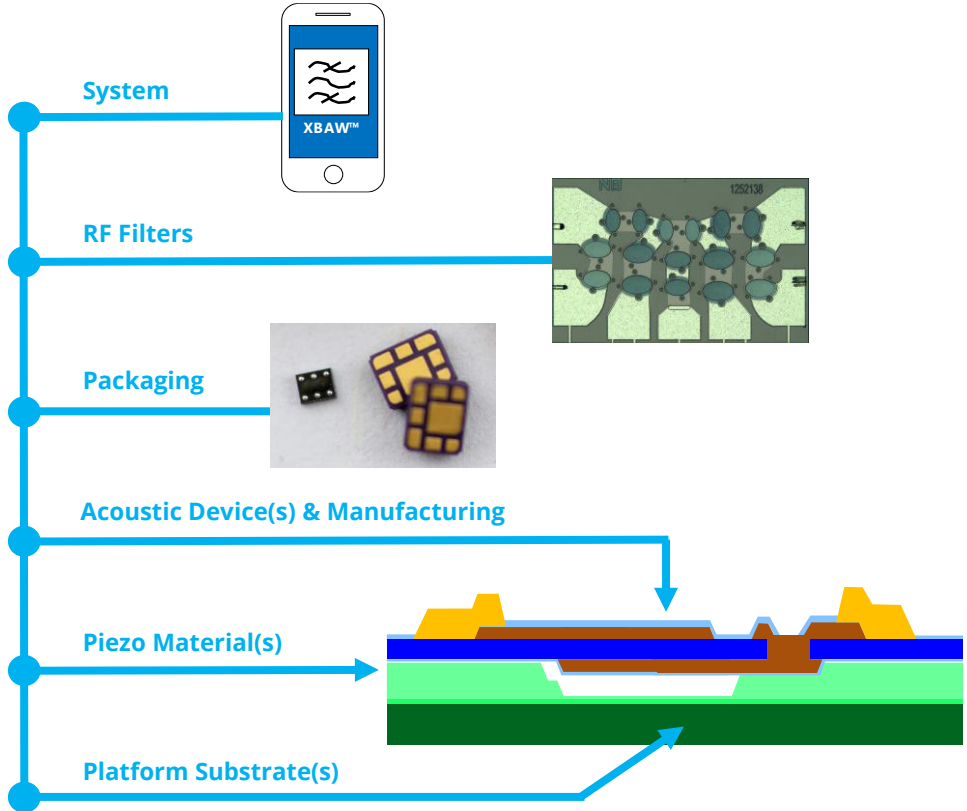 System
XBAW™
RF Filters
1252138
Packaging
Acoustic Device(s) & Manufacturing
Piezo Material(s)
Platform Substrate(s)